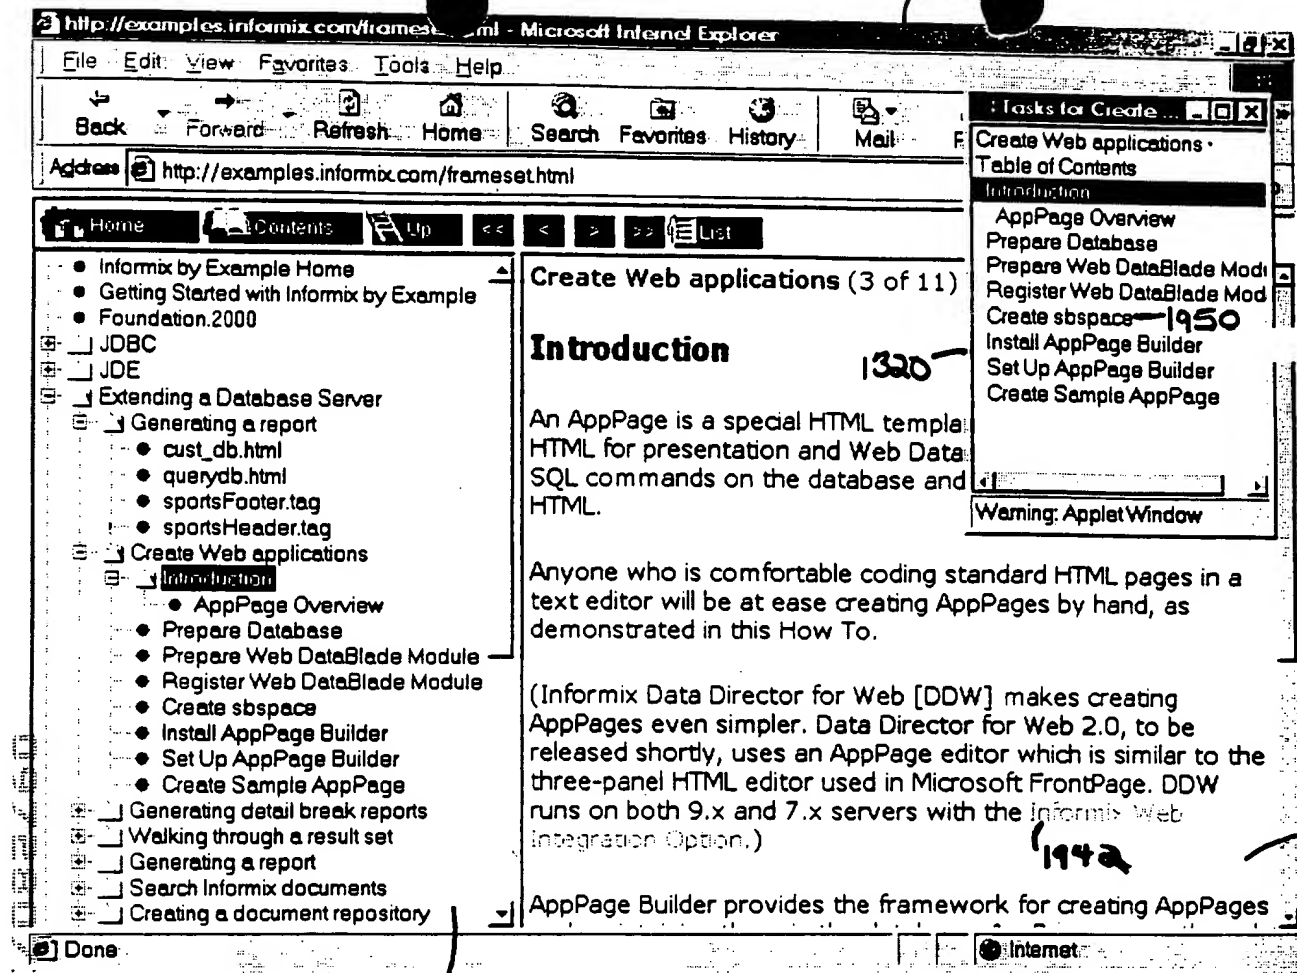 http://examples.informix.com/frames ml - Microsoft Internet Explorer
File Edit View Favorites Tools Help
Back Forward Refresh Home Search Favorites History Mail
Address http://examples.informix.com/frameset.html
Home Contents Up << < > >> List
Informix by Example Home
Getting Started with Informix by Example
Foundation.2000
JDBC
JDE
Extending a Database Server
Generating a report
cust_db.html
querydb.html
sportsFooter.tag
sportsHeader.tag
Create Web applications
Introduction
AppPage Overview
Prepare Database
Prepare Web DataBlade Module
Register Web DataBlade Module
Create sbspace
Install AppPage Builder
Set Up AppPage Builder
Create Sample AppPage
Generating detail break reports
Walking through a result set
Generating a report
Search Informix documents
Creating a document repository
Create Web applications (3 of 11)
Introduction
1320
An AppPage is a special HTML templa
HTML for presentation and Web Data
SQL commands on the database and
HTML.
Anyone who is comfortable coding standard HTML pages in a
text editor will be at ease creating AppPages by hand, as
demonstrated in this How To.
(Informix Data Director for Web [DDW] makes creating
AppPages even simpler. Data Director for Web 2.0, to be
released shortly, uses an AppPage editor which is similar to the
three-panel HTML editor used in Microsoft FrontPage. DDW
runs on both 9.x and 7.x servers with the Informix Web
Integration Option.)
1942
AppPage Builder provides the framework for creating AppPages
: Tasks for Create ...
Create Web applications
Table of Contents
Introduction
AppPage Overview
Prepare Database
Prepare Web DataBlade Modu
Register Web DataBlade Mod
Create sbspace 1950
Install AppPage Builder
Set Up AppPage Builder
Create Sample AppPage
Warning: Applet Window
Done
Internet